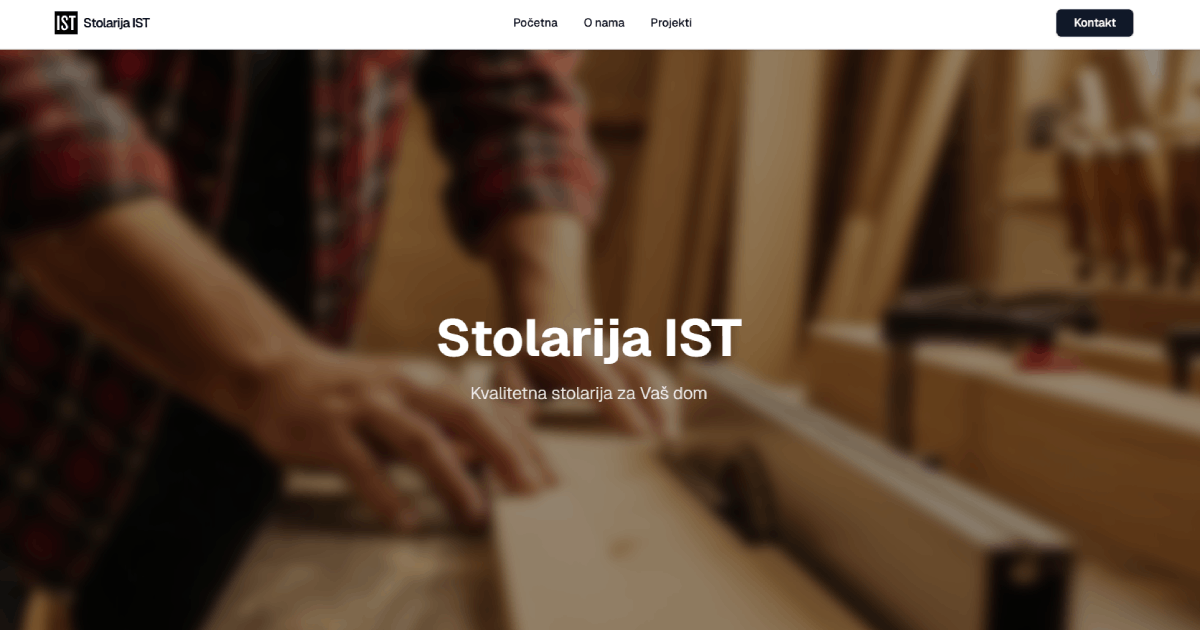 IST Stolarija IST
Početna O nama Projekti
Kontakt
Stolarija IST
Kvalitetna stolarija za Vaš dom